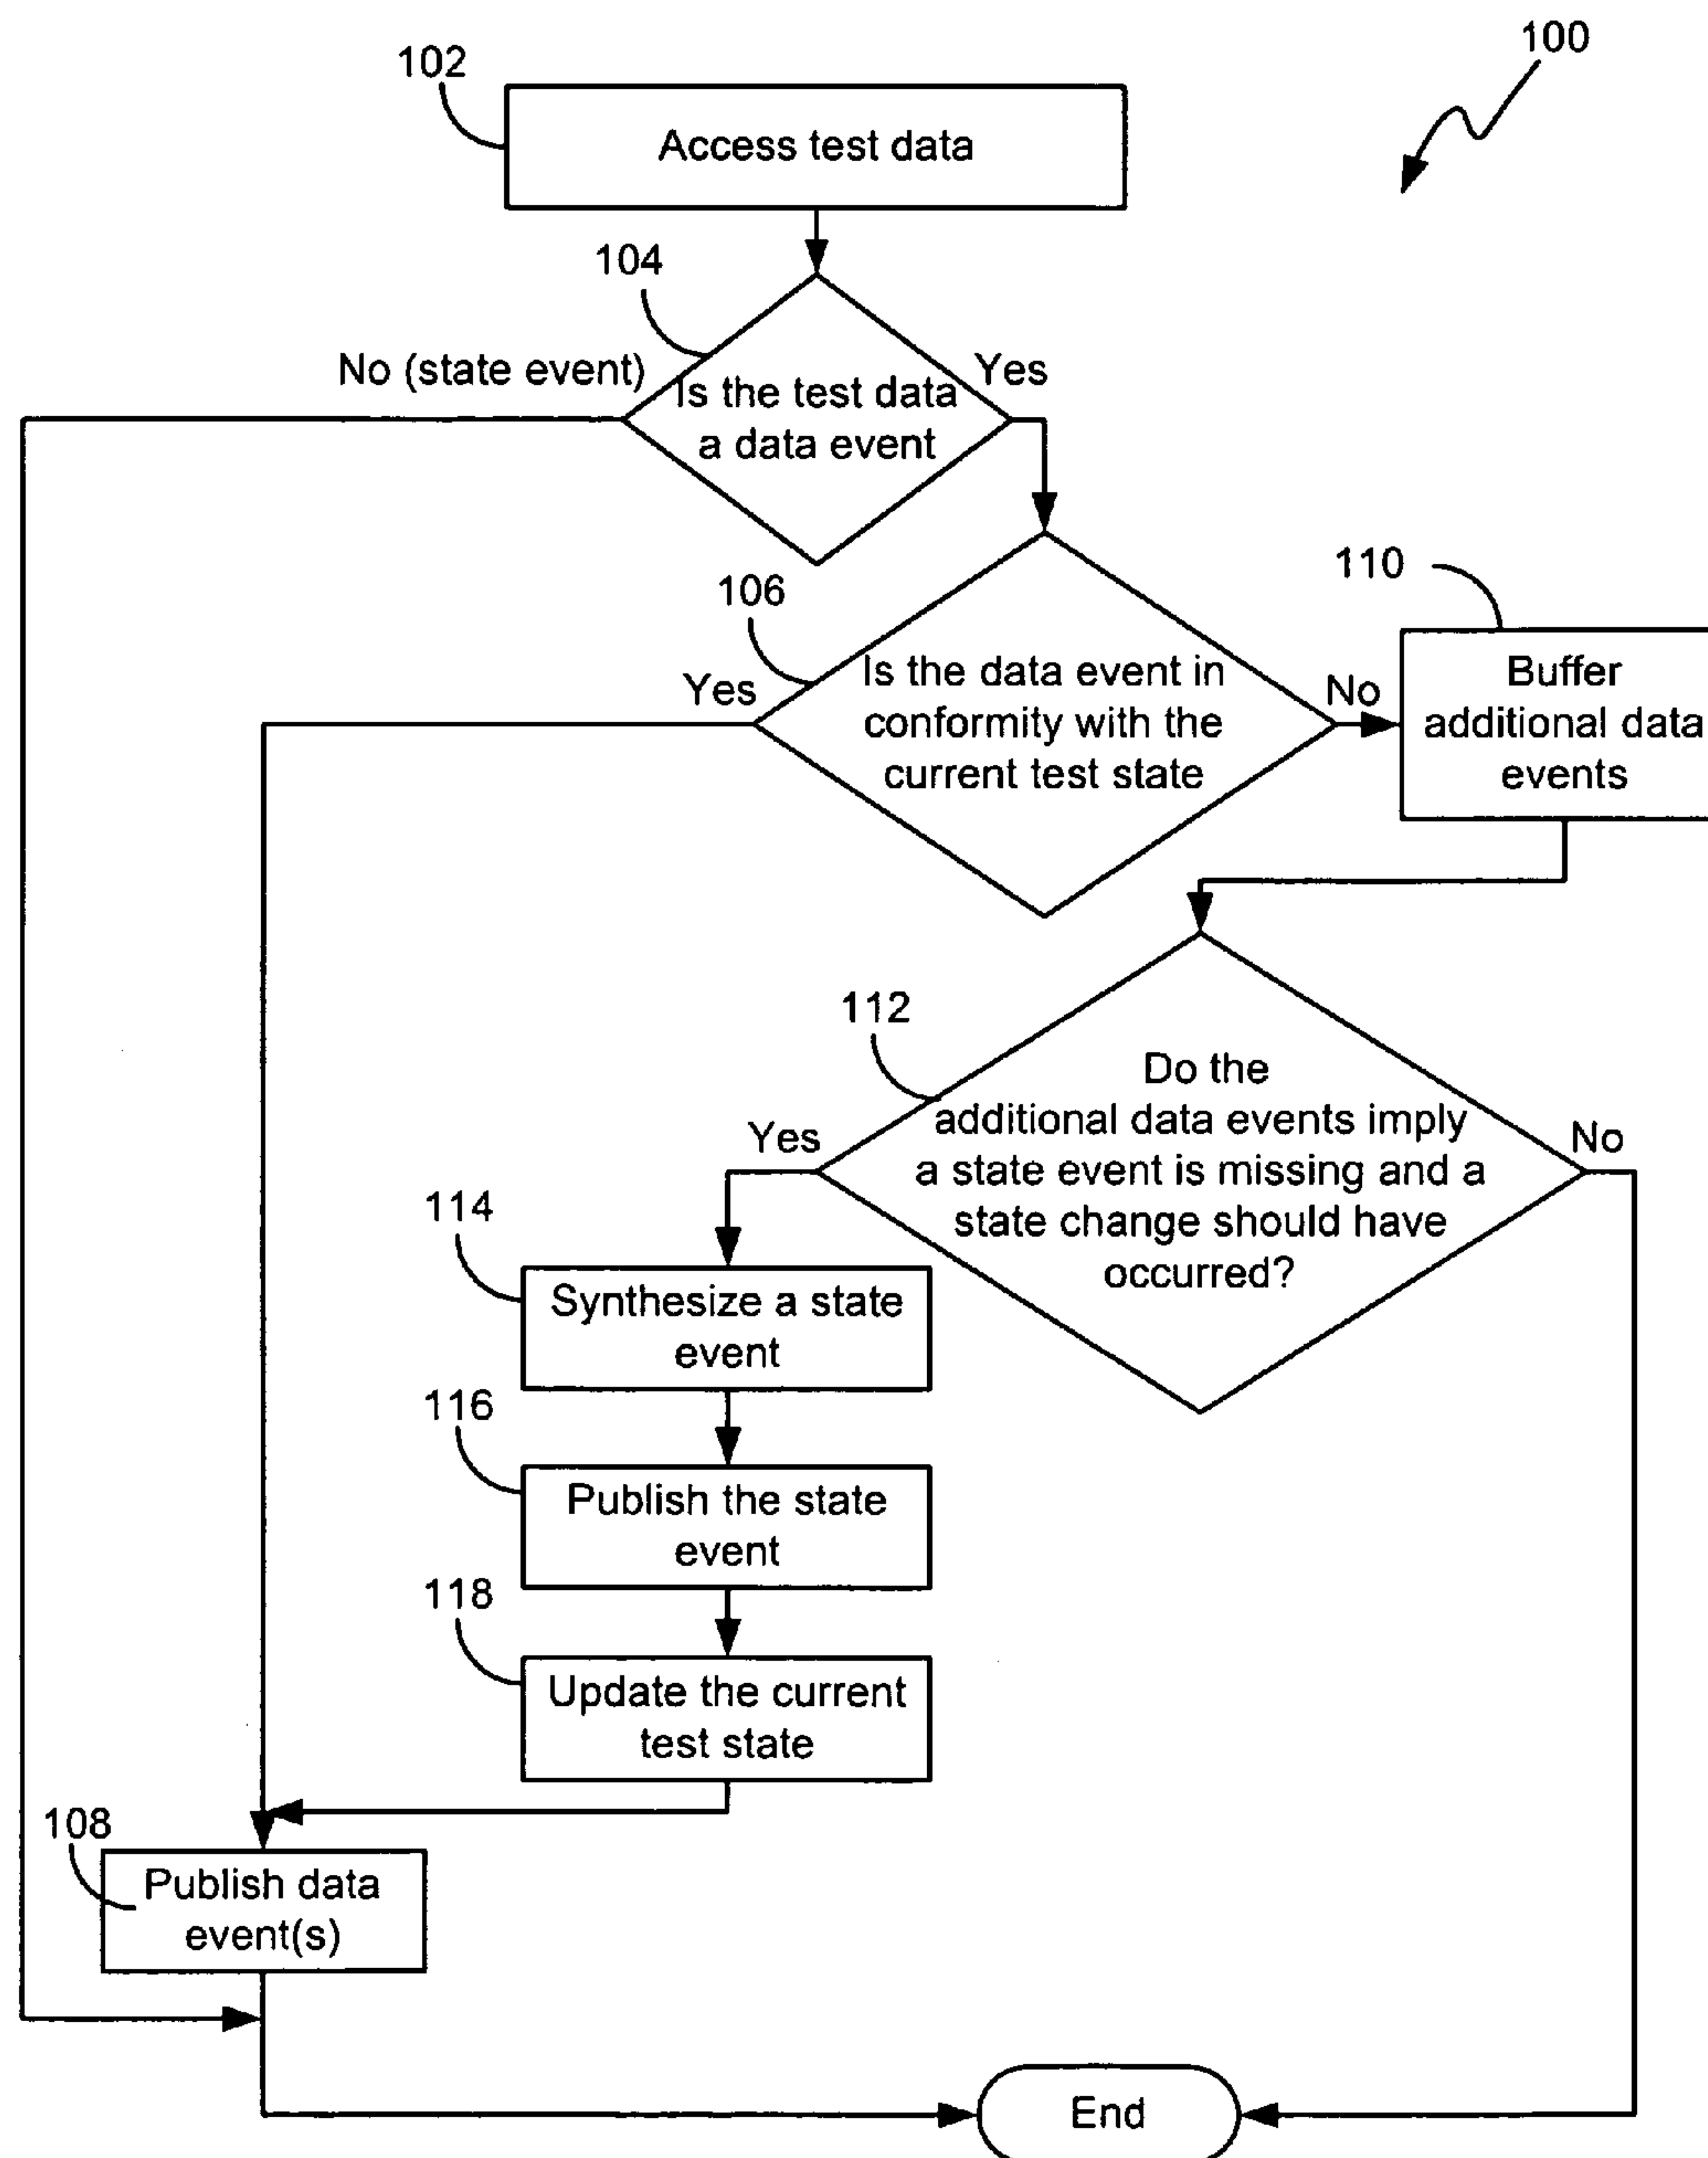 100
102
Access test data
104
No (state event)
Yes
Is the test data
a data event
106
110
Yes
Is the data event in
conformity with the
current test state
No
Buffer
additional data
events
112
Do the
additional data events imply
a state event is missing and a
state change should have
occurred?
Yes
No
114
Synthesize a state
event
116
Publish the state
event
118
Update the current
test state
108
Publish data
event(s)
End